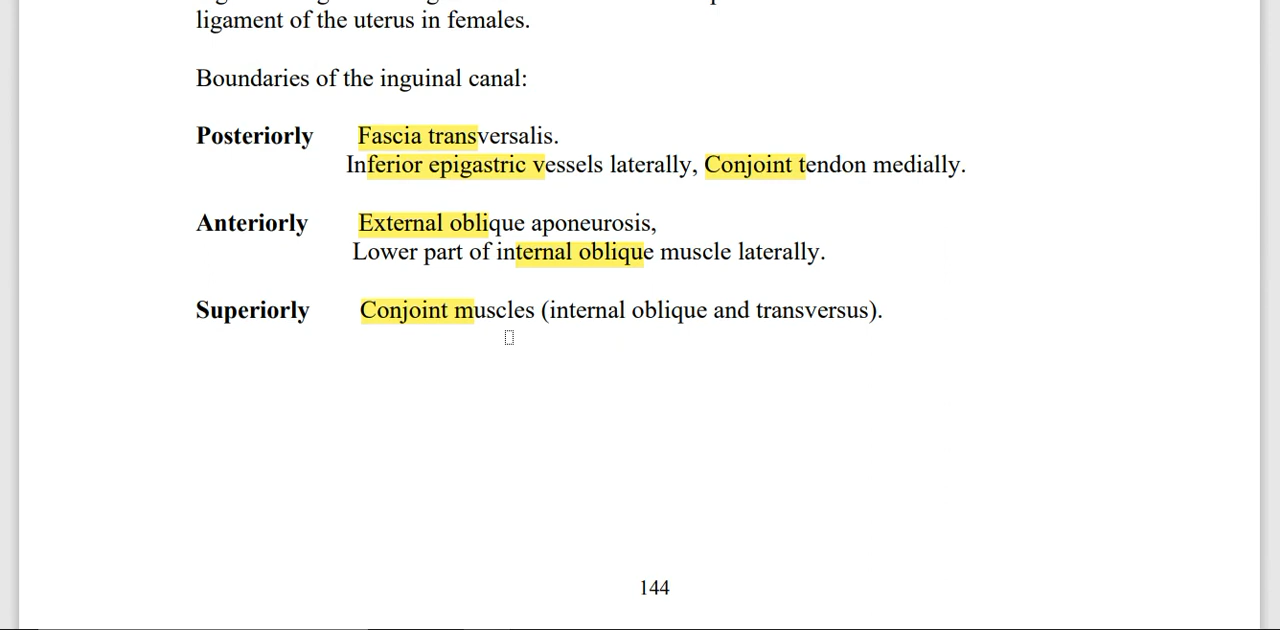 ligament of the uterus in females.
Boundaries of the inguinal canal:
Posteriorly Fascia transversalis.
Inferior epigastric vessels laterally, Conjoint tendon medially.
Anteriorly External oblique aponeurosis,
Lower part of internal oblique muscle laterally.
Superiorly Conjoint muscles (internal oblique and transversus).
144